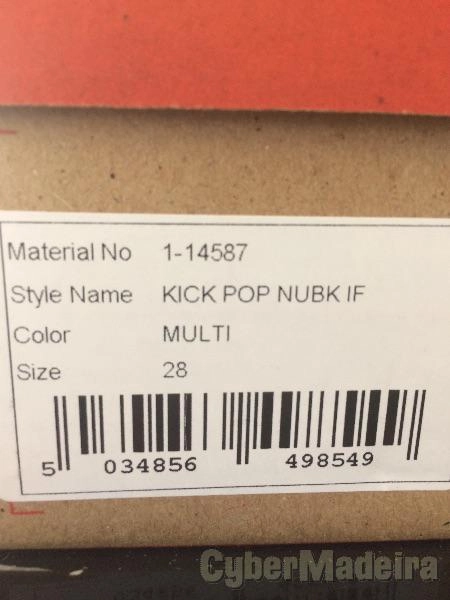 Material No 1-14587
Style Name KICK POP NUBK IF
Color MULTI
Size 28
5 034856 498549
CyberMadeira